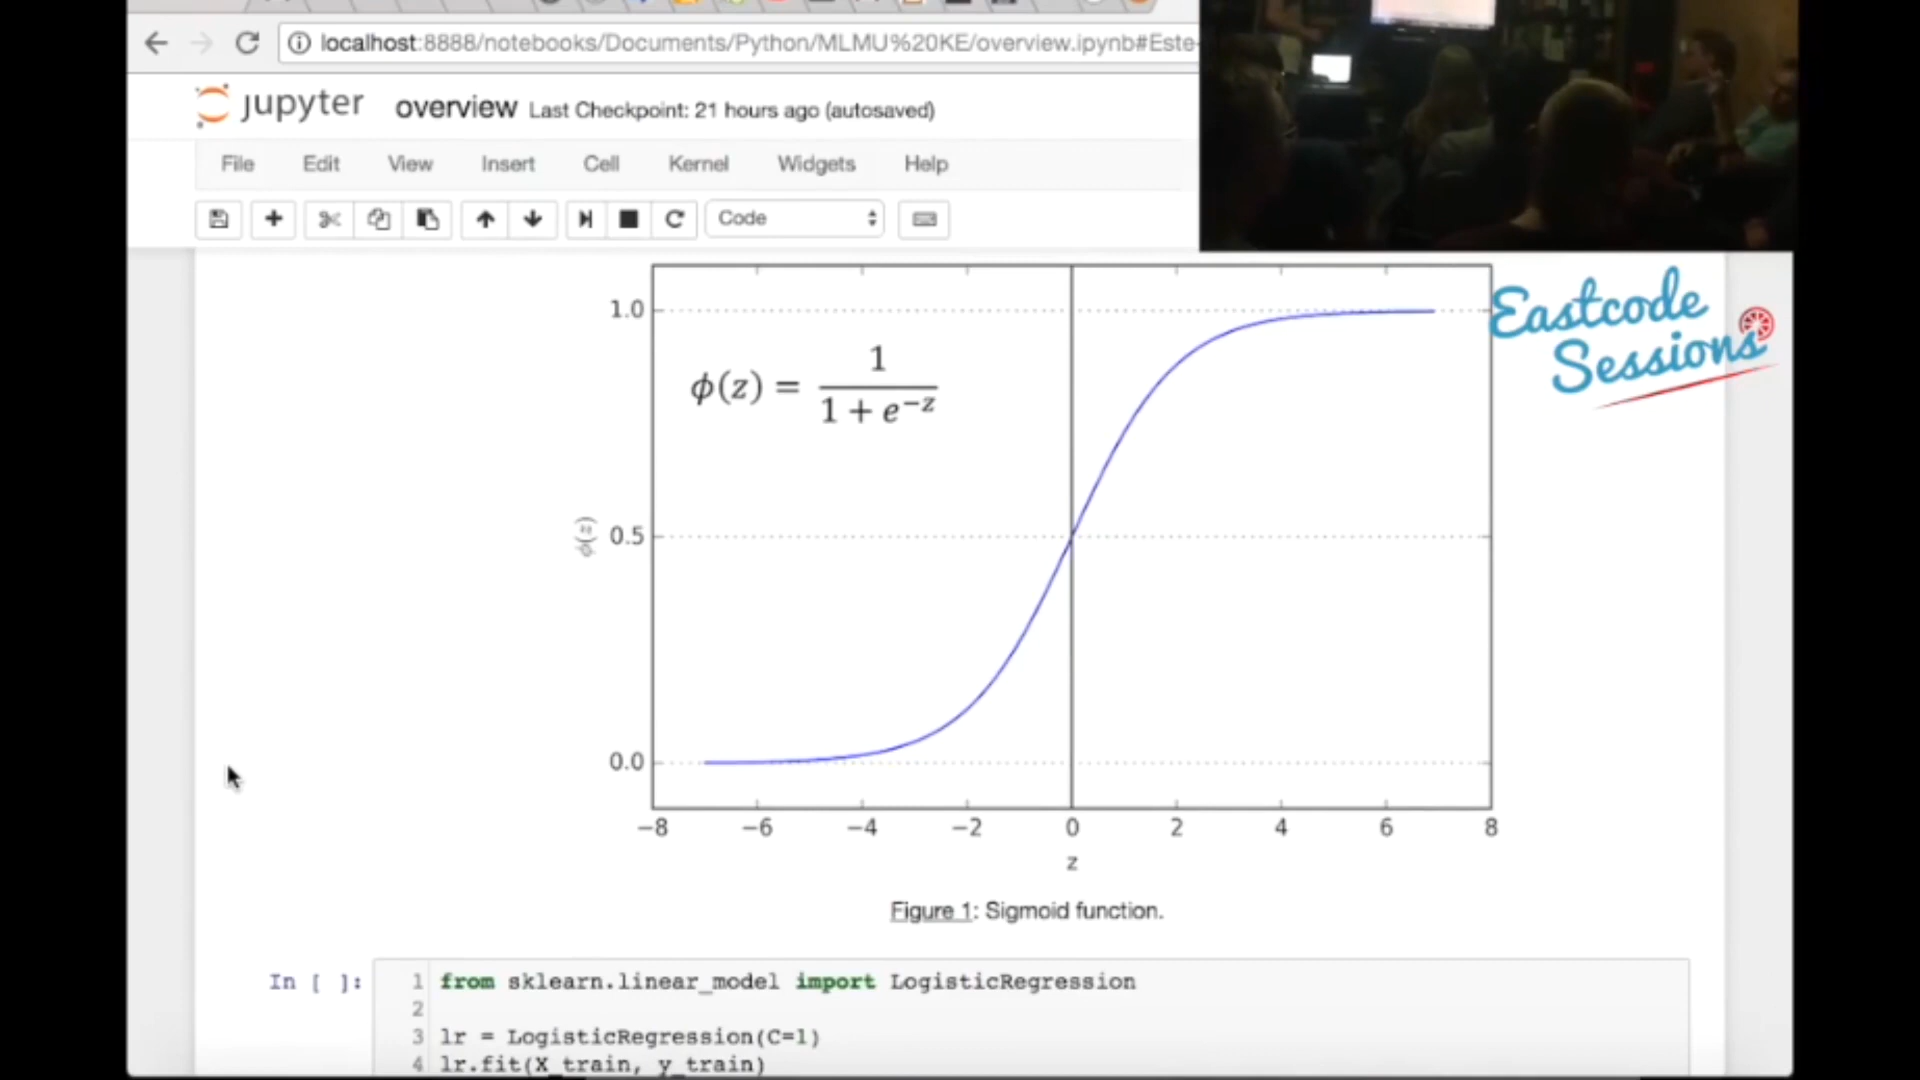 localhost:8888/notebooks/Documents/Python/MLMU%20KE/overview.ipynb#Este-
jupyter overview Last Checkpoint: 21 hours ago (autosaved)
File Edit View Insert Cell Kernel Widgets Help
Code
Eastcode
Sessions
1.0
ϕ(z) = 1 / (1 + e^−z)
ϕ(z)
0.5
0.0
−8 −6 −4 −2 0 2 4 6 8
z
Figure 1: Sigmoid function.
In [ ]:
1 from sklearn.linear_model import LogisticRegression
2
3 lr = LogisticRegression(C=1)
4 lr.fit(X_train, y_train)